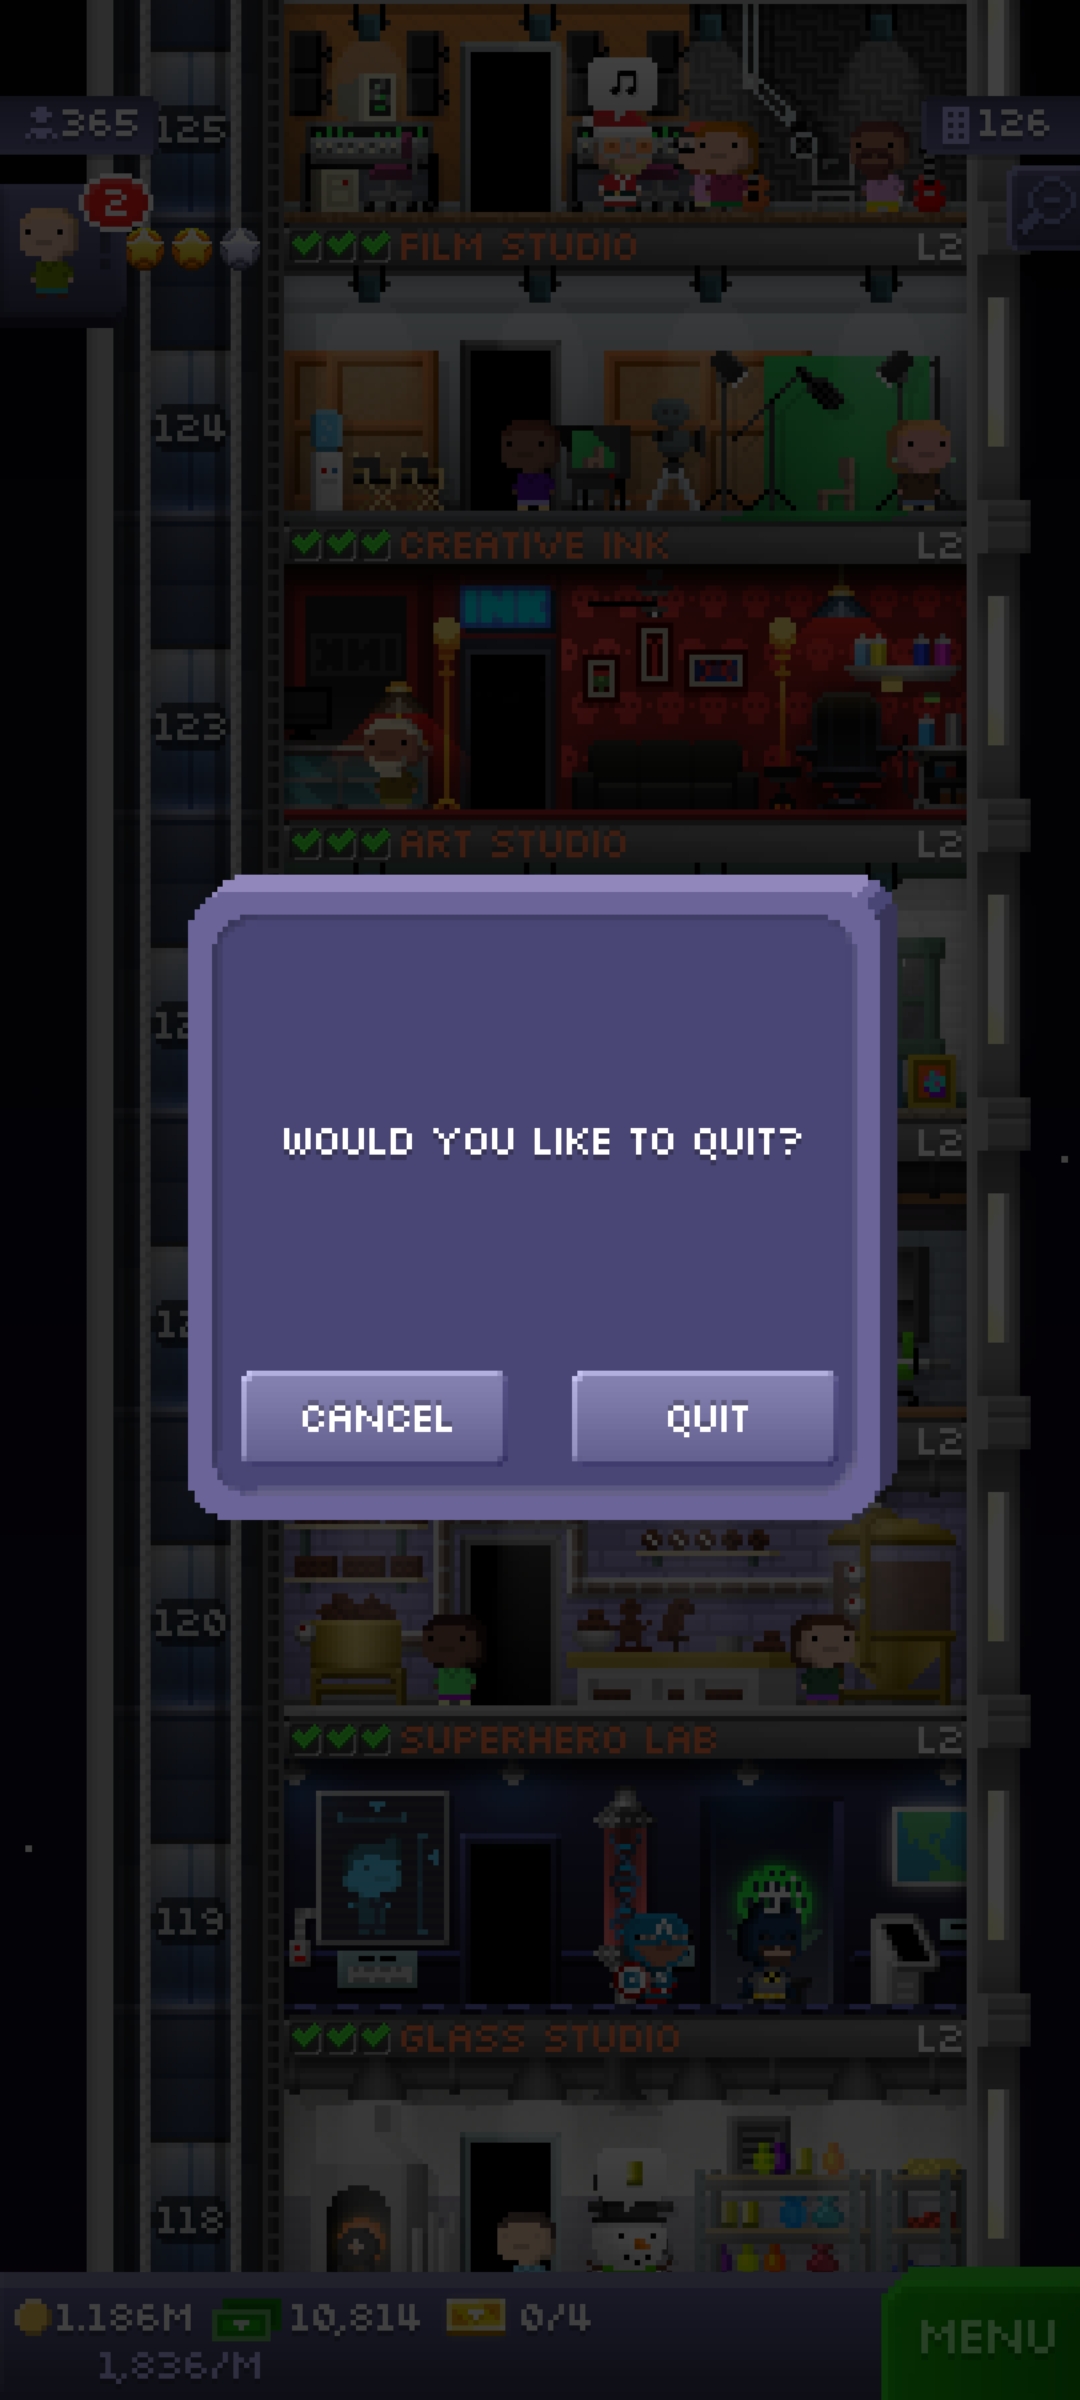 365
125
126
2
FILM STUDIO L2
124
CREATIVE INK L2
INK
123
ART STUDIO L2
L2
WOULD YOU LIKE TO QUIT?
CANCEL
QUIT
L2
120
SUPERHERO LAB L2
119
GLASS STUDIO L2
118
1.186M 10,814 0/4
1,836/M
MENU